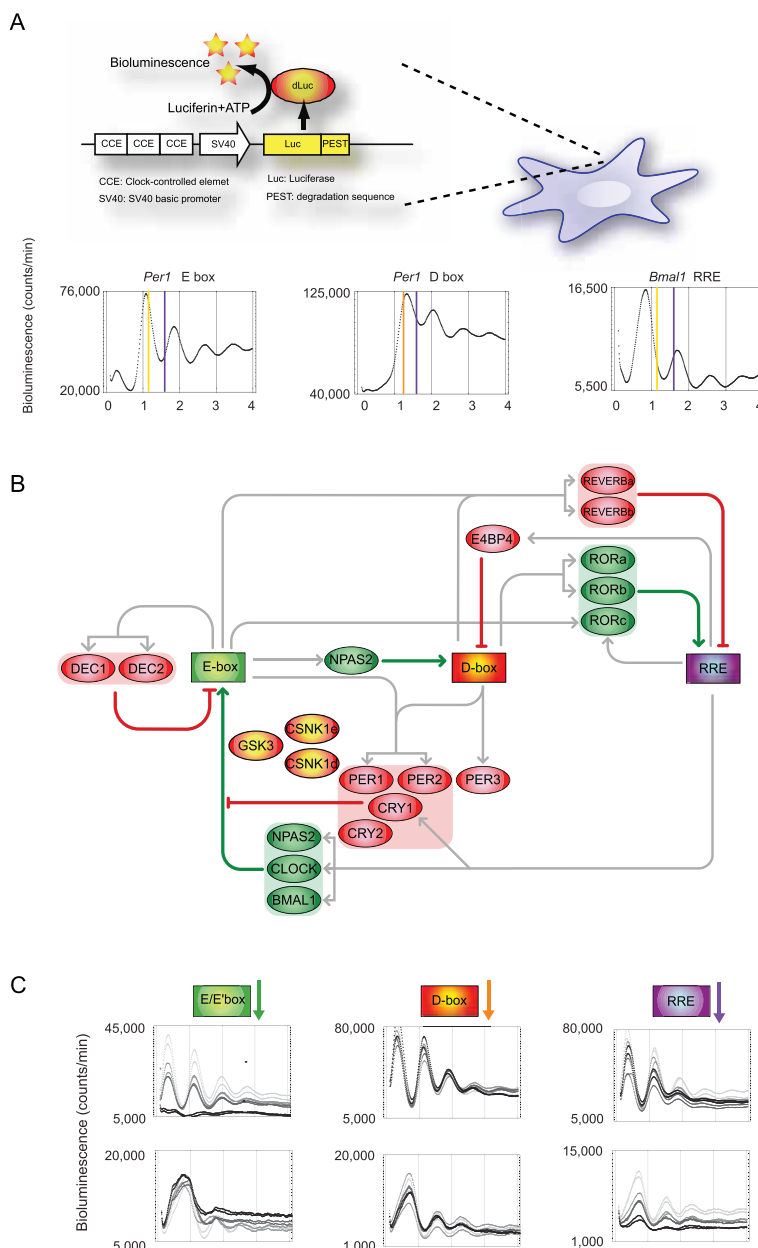 A
Bioluminescence
dLuc
Luciferin+ATP
CCE CCE CCE SV40 Luc PEST
CCE: Clock-controlled elemet
Luc: Luciferase
SV40: SV40 basic promoter
PEST: degradation sequence
Bioluminescence (counts/min)
Per1 E box
76,000
20,000
0 1 2 3 4
Per1 D box
125,000
40,000
0 1 2 3 4
Bmal1 RRE
16,500
5,500
0 1 2 3 4
B
REVERBa
REVERBb
E4BP4
RORa
RORb
RORc
DEC1 DEC2 E-box NPAS2 D-box RRE
CSNK1e
GSK3
CSNK1d
PER1 PER2 PER3
CRY1
CRY2
NPAS2
CLOCK
BMAL1
C
E/E'box D-box RRE
Bioluminescence (counts/min)
45,000
5,000
80,000
5,000
80,000
5,000
20,000
5,000
20,000
1,000
15,000
1,000